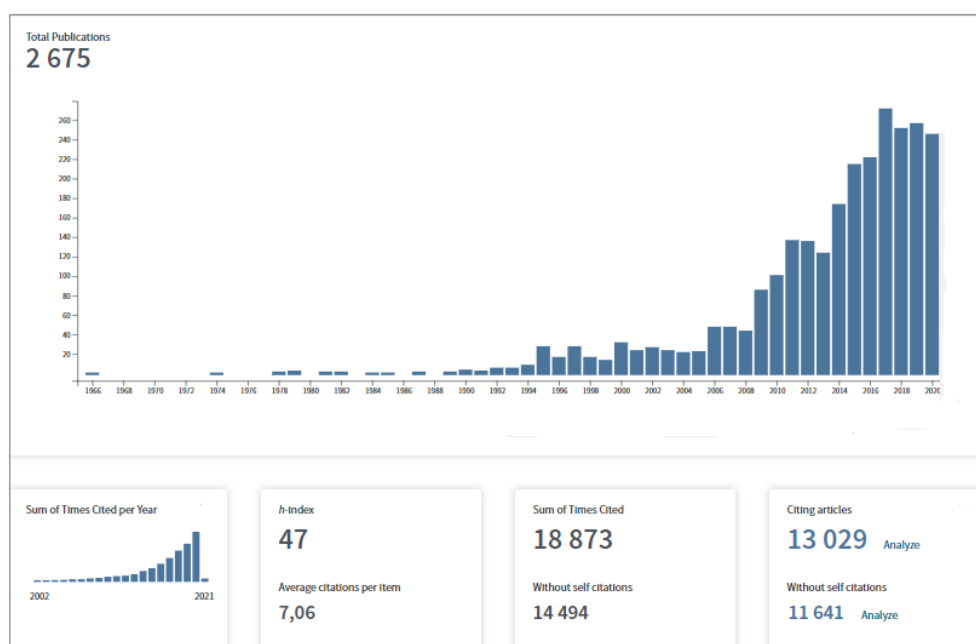 Total Publications
2 675
260
240
220
200
180
160
140
120
100
80
60
40
20
1966 1968 1970 1972 1974 1976 1978 1980 1982 1984 1986 1988 1990 1992 1994 1996 1998 2000 2002 2004 2006 2008 2010 2012 2014 2016 2018 2020
Sum of Times Cited per Year
2002 2021
h-index
47
Average citations per item
7,06
Sum of Times Cited
18 873
Without self citations
14 494
Citing articles
13 029 Analyze
Without self citations
11 641 Analyze